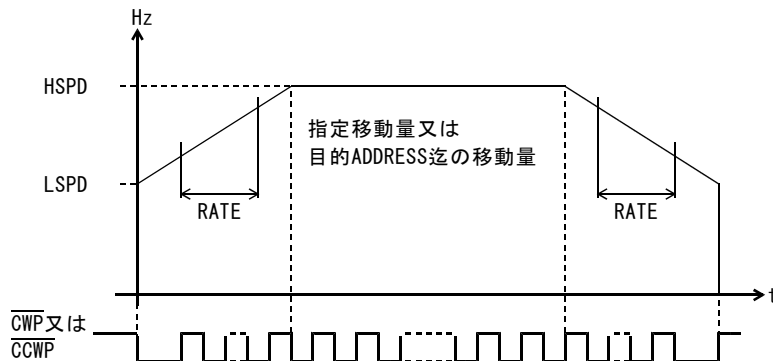 Hz
HSPD
指定移動量又は
目的ADDRESS迄の移動量
LSPD
RATE
RATE
t
CWP又は
CCWP